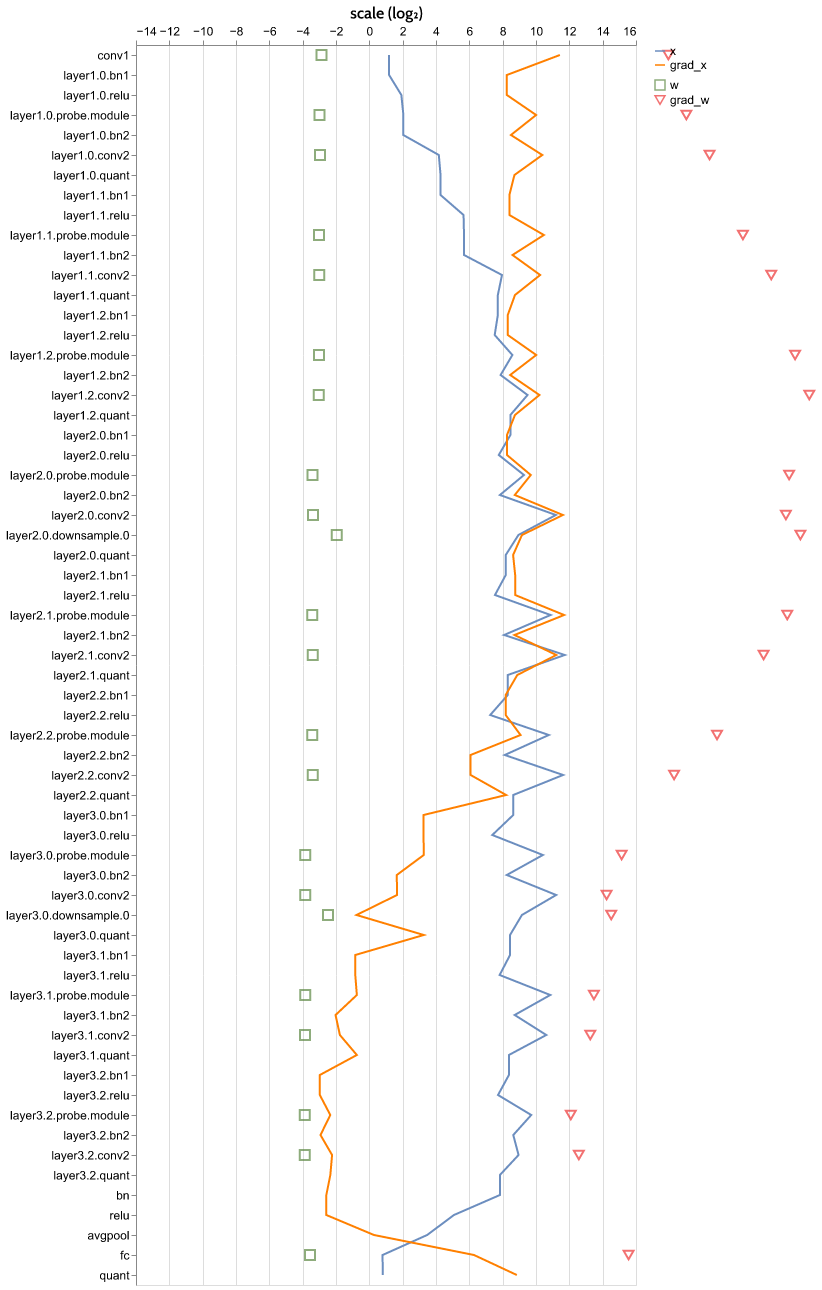 scale (log₂)
−14 −12 −10 −8 −6 −4 −2 0 2 4 6 8 10 12 14 16
conv1
x
layer1.0.bn1
grad_x
w
layer1.0.relu
grad_w
layer1.0.probe.module
layer1.0.bn2
layer1.0.conv2
layer1.0.quant
layer1.1.bn1
layer1.1.relu
layer1.1.probe.module
layer1.1.bn2
layer1.1.conv2
layer1.1.quant
layer1.2.bn1
layer1.2.relu
layer1.2.probe.module
layer1.2.bn2
layer1.2.conv2
layer1.2.quant
layer2.0.bn1
layer2.0.relu
layer2.0.probe.module
layer2.0.bn2
layer2.0.conv2
layer2.0.downsample.0
layer2.0.quant
layer2.1.bn1
layer2.1.relu
layer2.1.probe.module
layer2.1.bn2
layer2.1.conv2
layer2.1.quant
layer2.2.bn1
layer2.2.relu
layer2.2.probe.module
layer2.2.bn2
layer2.2.conv2
layer2.2.quant
layer3.0.bn1
layer3.0.relu
layer3.0.probe.module
layer3.0.bn2
layer3.0.conv2
layer3.0.downsample.0
layer3.0.quant
layer3.1.bn1
layer3.1.relu
layer3.1.probe.module
layer3.1.bn2
layer3.1.conv2
layer3.1.quant
layer3.2.bn1
layer3.2.relu
layer3.2.probe.module
layer3.2.bn2
layer3.2.conv2
layer3.2.quant
bn
relu
avgpool
fc
quant